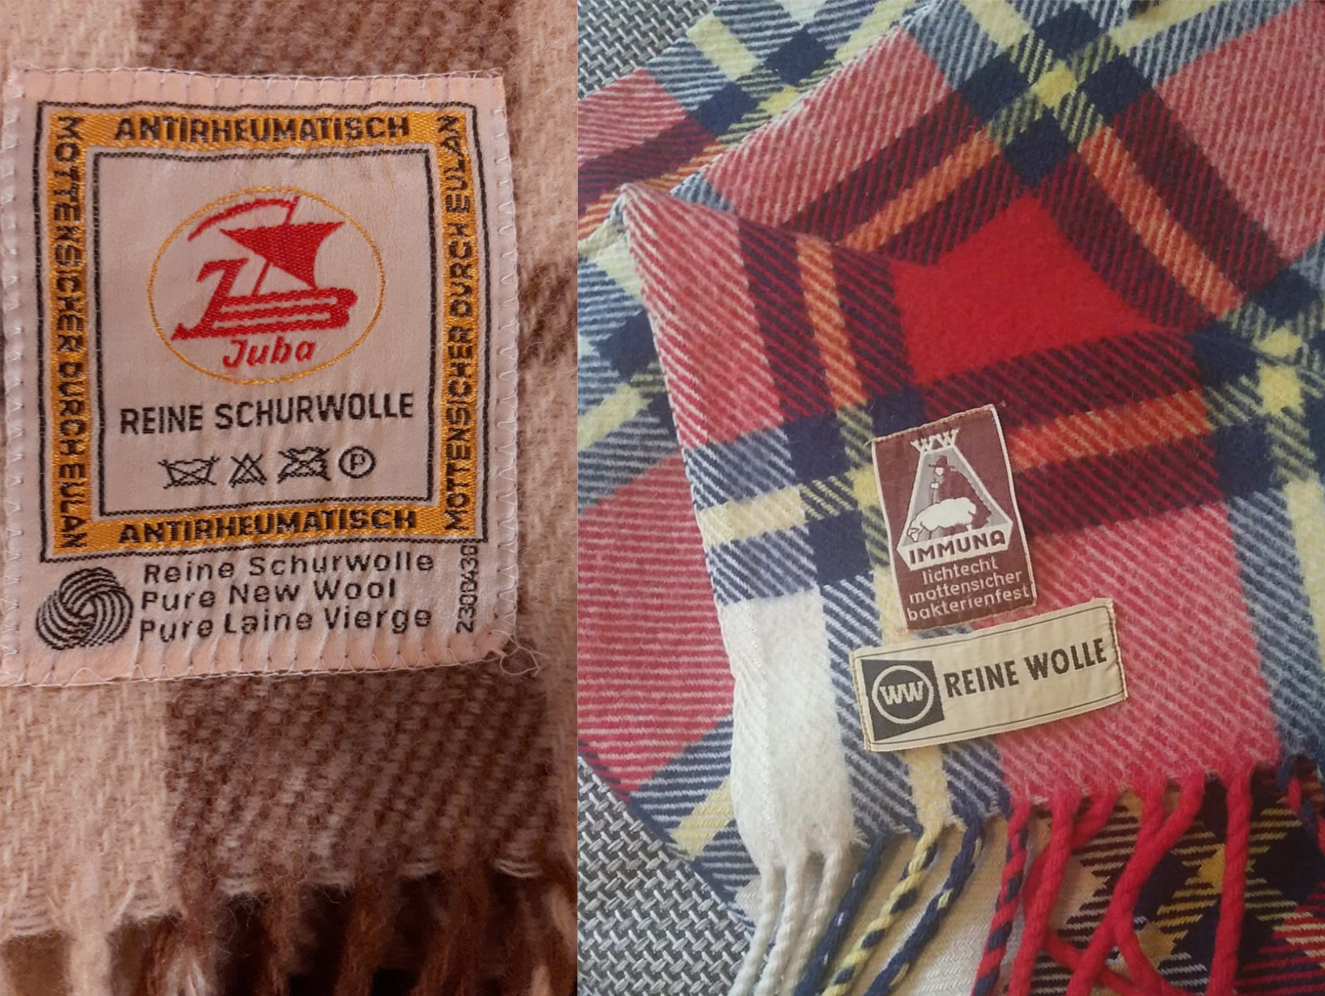 ANTIRHEUMATISCH
MOTTENSICHER DURCH EULAN
MOTTENSICHER DURCH EULAN
Juba
REINE SCHURWOLLE
P
ANTIRHEUMATISCH
Reine Schurwolle
Pure New Wool
Pure Laine Vierge
2300430
WW
IMMUNA
lichtecht
mottensicher
bakterienfest
WW REINE WOLLE